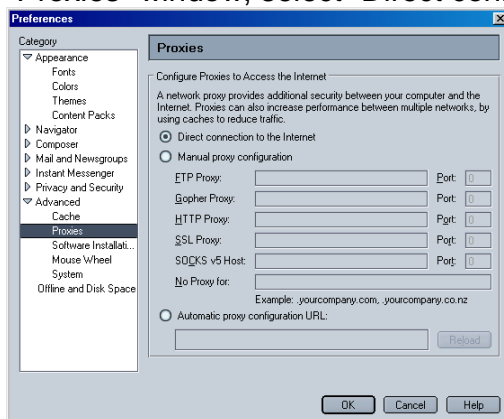 "Proxies" window, select "Direct con
Preferences
Category
Appearance
Fonts
Colors
Themes
Content Packs
Navigator
Composer
Mail and Newsgroups
Instant Messenger
Privacy and Security
Advanced
Cache
Proxies
Software Installati...
Mouse Wheel
System
Offline and Disk Space
Proxies
Configure Proxies to Access the Internet
A network proxy provides additional security between your computer and the
Internet. Proxies can also increase performance between multiple networks, by
using caches to reduce traffic.
Direct connection to the Internet
Manual proxy configuration
FTP Proxy: Port: 0
Gopher Proxy: Port: 0
HTTP Proxy: Port: 0
SSL Proxy: Port: 0
SOCKS v5 Host: Port: 0
No Proxy for:
Example: .yourcompany.com, .yourcompany.co.nz
Automatic proxy configuration URL:
Reload
OK Cancel Help